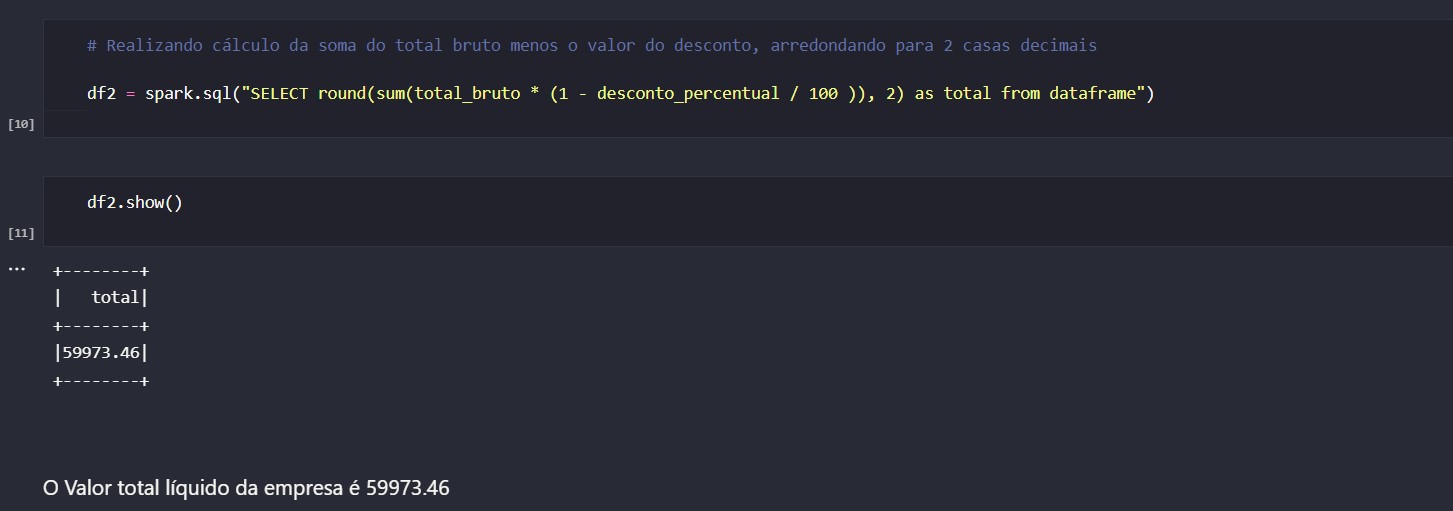 # Realizando cálculo da soma do total bruto menos o valor do desconto, arredondando para 2 casas decimais
df2 = spark.sql("SELECT round(sum(total_bruto * (1 - desconto_percentual / 100 )), 2) as total from dataframe")
[10]
df2.show()
[11]
...
+--------+
|   total|
+--------+
|59973.46|
+--------+
O Valor total líquido da empresa é 59973.46